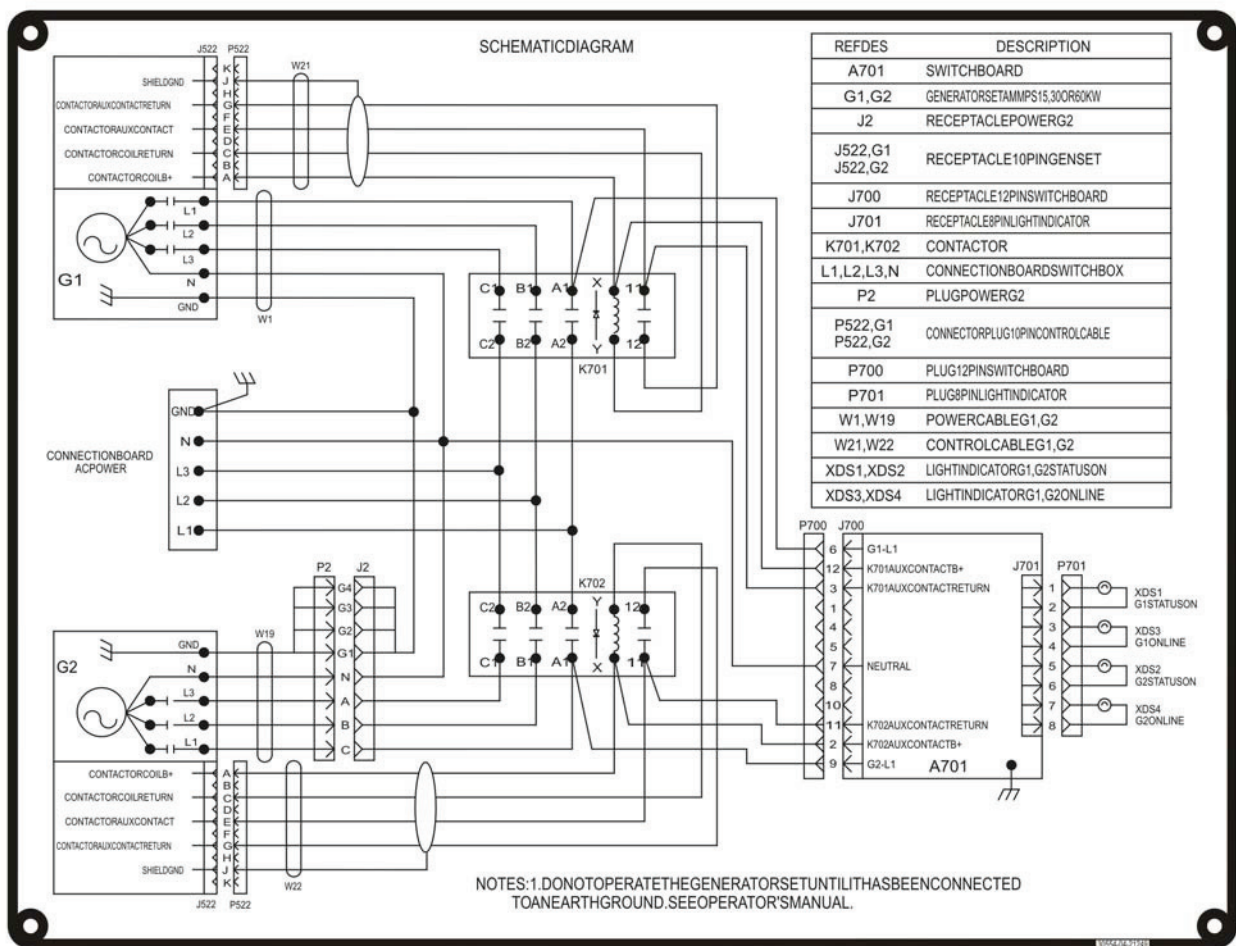 SCHEMATICDIAGRAM
J522 P522
W21
K
SHIELDGND J
H
CONTACTORAUXCONTACTRETURN G
F
CONTACTORAUXCONTACT E
D
CONTACTORCOILRETURN C
B
CONTACTORCOILB+ A
L1
L2
L3
N
GND
G1
W1
C1 B1 A1 X 11
C2 B2 A2 Y 12
K701
GND
N
L3
L2
L1
CONNECTIONBOARD
ACPOWER
P2 J2
G4
G3
G2
G1
N
A
B
C
K702
C2 B2 A2 Y 12
C1 B1 A1 X 11
G2
GND
N
L3
L2
L1
W19
CONTACTORCOILB+ A
B
CONTACTORCOILRETURN C
D
CONTACTORAUXCONTACT E
F
CONTACTORAUXCONTACTRETURN G
H
SHIELDGND J
K
J522 P522
W22
REFDES DESCRIPTION
A701 SWITCHBOARD
G1,G2 GENERATORSETAMMPS15,30OR60KW
J2 RECEPTACLEPOWERG2
J522,G1
J522,G2 RECEPTACLE10PINGENSET
J700 RECEPTACLE12PINSWITCHBOARD
J701 RECEPTACLE8PINLIGHTINDICATOR
K701,K702 CONTACTOR
L1,L2,L3,N CONNECTIONBOARDSWITCHBOX
P2 PLUGPOWERG2
P522,G1
P522,G2 CONNECTORPLUG10PINCONTROLCABLE
P700 PLUG12PINSWITCHBOARD
P701 PLUG8PINLIGHTINDICATOR
W1,W19 POWERCABLEG1,G2
W21,W22 CONTROLCABLEG1,G2
XDS1,XDS2 LIGHTINDICATORG1,G2STATUSON
XDS3,XDS4 LIGHTINDICATORG1,G2ONLINE
P700 J700
6 G1-L1
12 K701AUXCONTACTB+
3 K701AUXCONTACTRETURN
1
4
5
7 NEUTRAL
8
10
11 K702AUXCONTACTRETURN
2 K702AUXCONTACTB+
9 G2-L1
A701
J701 P701
1
2
3
4
5
6
7
8
XDS1
G1STATUSON
XDS3
G1ONLINE
XDS2
G2STATUSON
XDS4
G2ONLINE
NOTES:1.DONOTOPERATETHEGENERATORSETUNTILITHASBEENCONNECTED
TOANEARTHGROUND.SEEOPERATOR'SMANUAL.